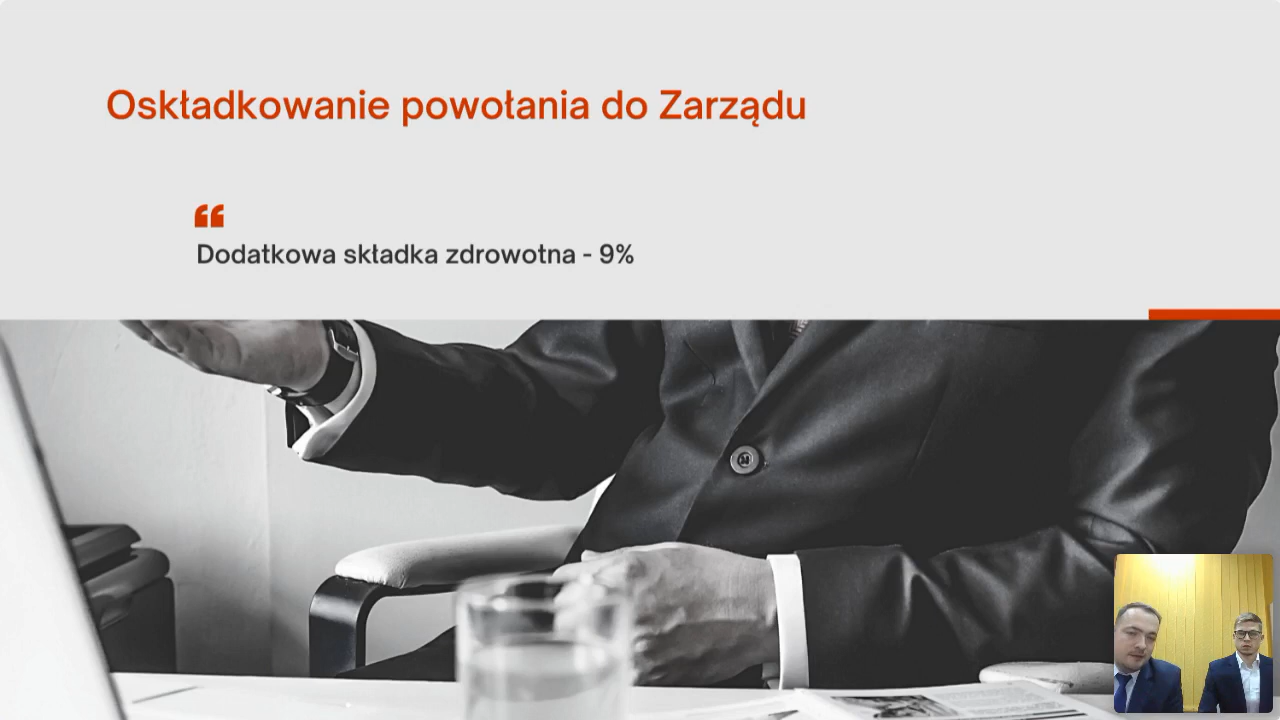 Oskładkowanie powołania do Zarządu
“
Dodatkowa składka zdrowotna - 9%